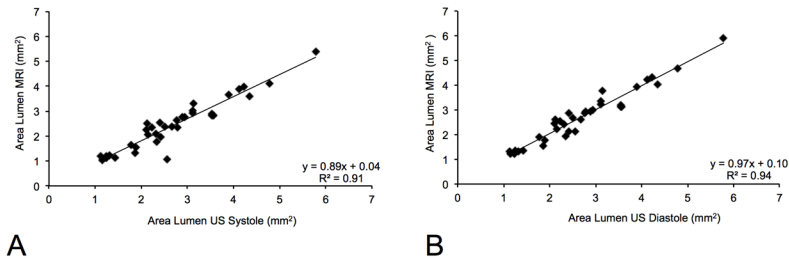 Area Lumen MRI (mm²)
7
6
5
4
3
2
1
0
0 1 2 3 4 5 6 7
y = 0.89x + 0.04
R² = 0.91
Area Lumen US Systole (mm²)
A
Area Lumen MRI (mm²)
7
6
5
4
3
2
1
0
0 1 2 3 4 5 6 7
y = 0.97x + 0.10
R² = 0.94
Area Lumen US Diastole (mm²)
B